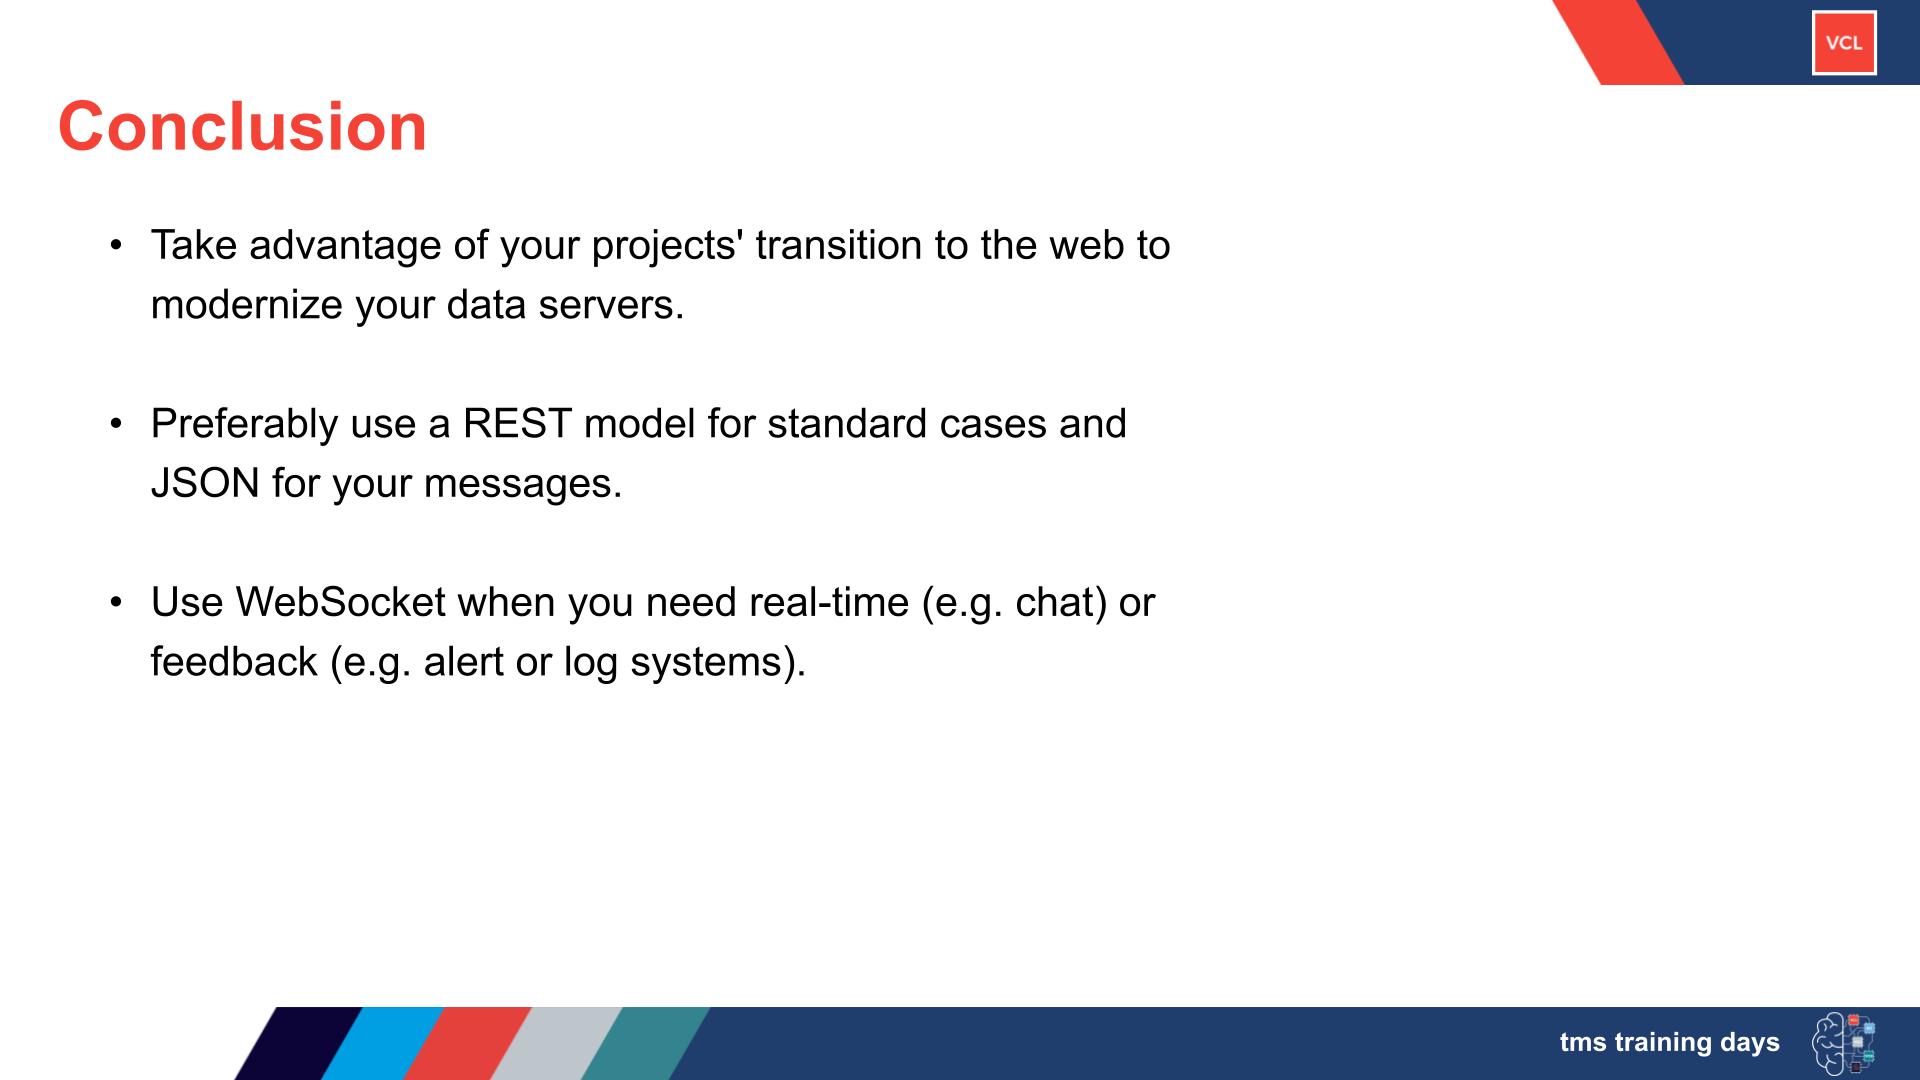 VCL
Conclusion
• Take advantage of your projects' transition to the web to
modernize your data servers.
• Preferably use a REST model for standard cases and
JSON for your messages.
• Use WebSocket when you need real-time (e.g. chat) or
feedback (e.g. alert or log systems).
tms training days